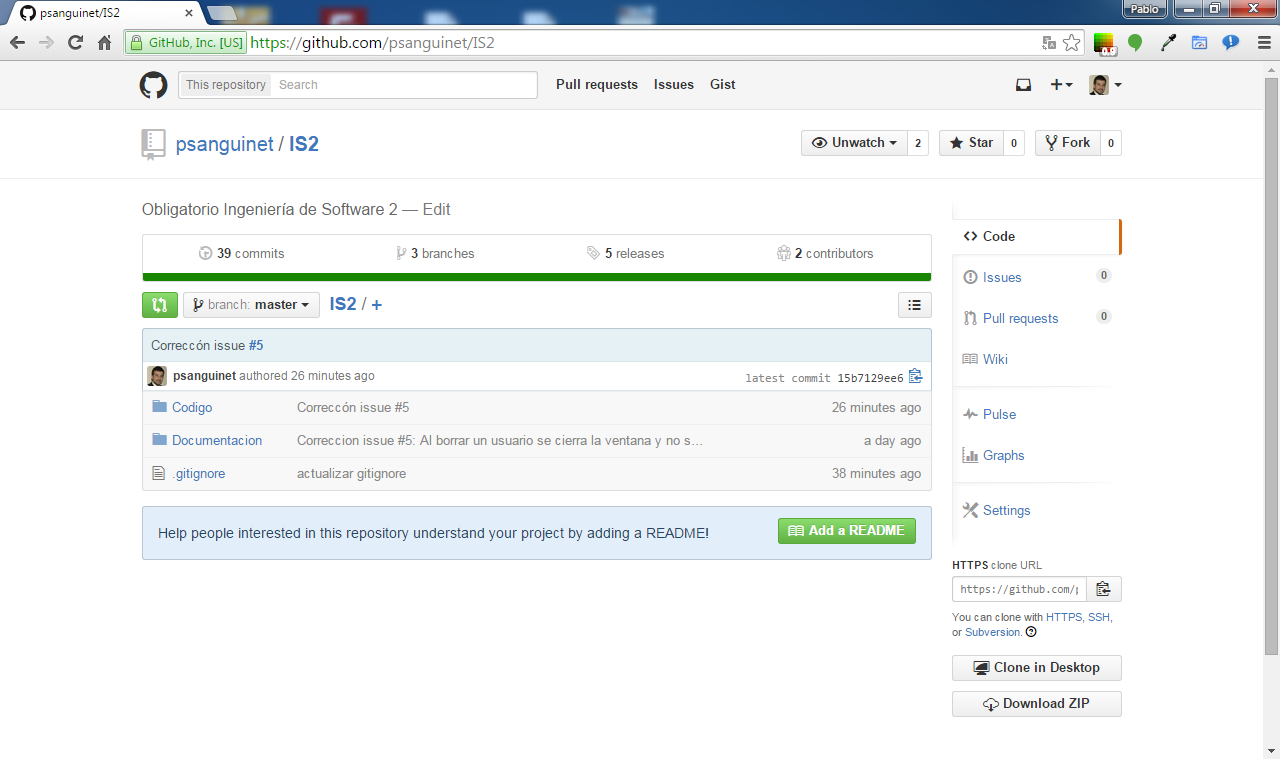 psanguinet/IS2
Pablo
GitHub, Inc. [US] https://github.com/psanguinet/IS2
This repository Search Pull requests Issues Gist
psanguinet / IS2
Unwatch 2 Star 0 Fork 0
Obligatorio Ingeniería de Software 2 — Edit
39 commits 3 branches 5 releases 2 contributors
branch: master IS2 / +
Correccón issue #5
psanguinet authored 26 minutes ago latest commit 15b7129ee6
Codigo Correccón issue #5 26 minutes ago
Documentacion Correccion issue #5: Al borrar un usuario se cierra la ventana y no s… a day ago
.gitignore actualizar gitignore 38 minutes ago
Help people interested in this repository understand your project by adding a README! Add a README
Code
Issues 0
Pull requests 0
Wiki
Pulse
Graphs
Settings
HTTPS clone URL
https://github.com/p
You can clone with HTTPS, SSH,
or Subversion.
Clone in Desktop
Download ZIP